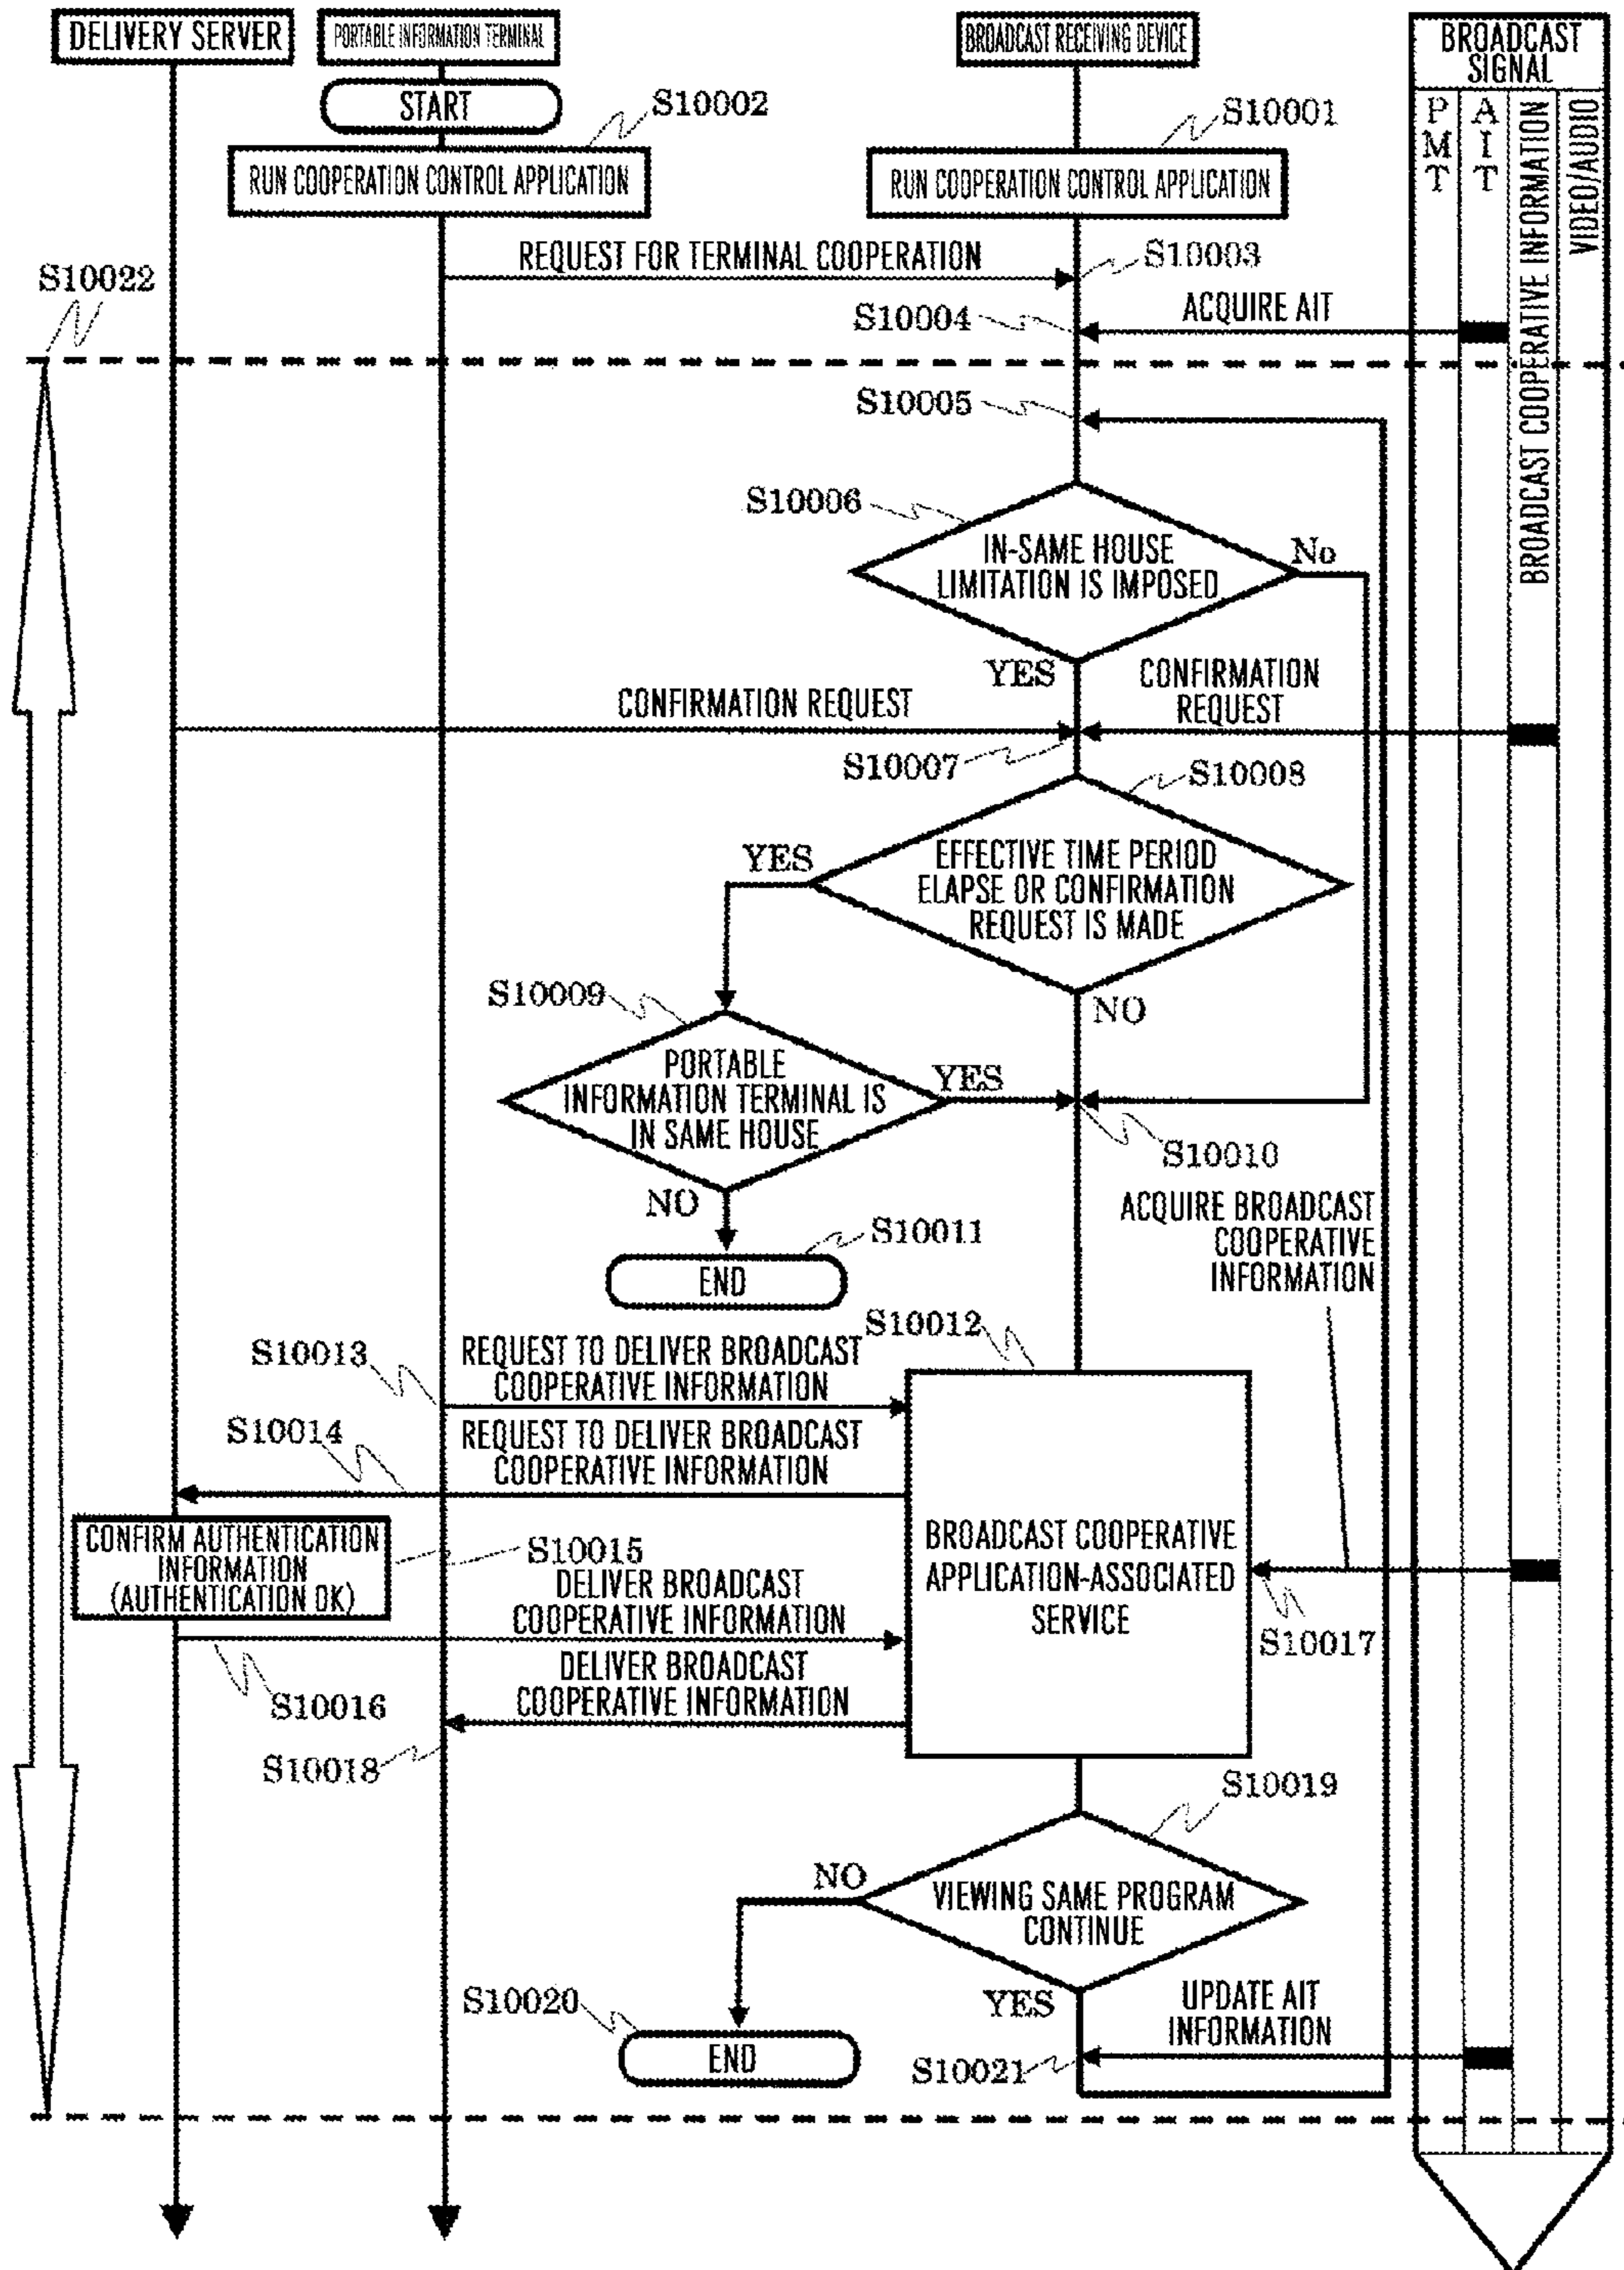 DELIVERY SERVER
PORTABLE INFORMATION TERMINAL
BROADCAST RECEIVING DEVICE
BROADCAST
SIGNAL
PMT
AIT
BROADCAST COOPERATIVE INFORMATION
VIDEO/AUDIO
START
S10002
S10001
RUN COOPERATION CONTROL APPLICATION
RUN COOPERATION CONTROL APPLICATION
REQUEST FOR TERMINAL COOPERATION
S10003
S10022
S10004
ACQUIRE AIT
S10005
S10006
IN-SAME HOUSE
LIMITATION IS IMPOSED
No
YES
CONFIRMATION REQUEST
CONFIRMATION
REQUEST
S10007
S10008
YES
EFFECTIVE TIME PERIOD
ELAPSE OR CONFIRMATION
REQUEST IS MADE
NO
S10009
PORTABLE
INFORMATION TERMINAL IS
IN SAME HOUSE
YES
S10010
NO
S10011
END
ACQUIRE BROADCAST
COOPERATIVE
INFORMATION
S10012
S10013
REQUEST TO DELIVER BROADCAST
COOPERATIVE INFORMATION
S10014
REQUEST TO DELIVER BROADCAST
COOPERATIVE INFORMATION
CONFIRM AUTHENTICATION
INFORMATION
(AUTHENTICATION OK)
S10015
BROADCAST COOPERATIVE
APPLICATION-ASSOCIATED
SERVICE
DELIVER BROADCAST
COOPERATIVE INFORMATION
S10017
S10016
DELIVER BROADCAST
COOPERATIVE INFORMATION
S10018
S10019
NO
VIEWING SAME PROGRAM
CONTINUE
YES
S10020
END
UPDATE AIT
INFORMATION
S10021